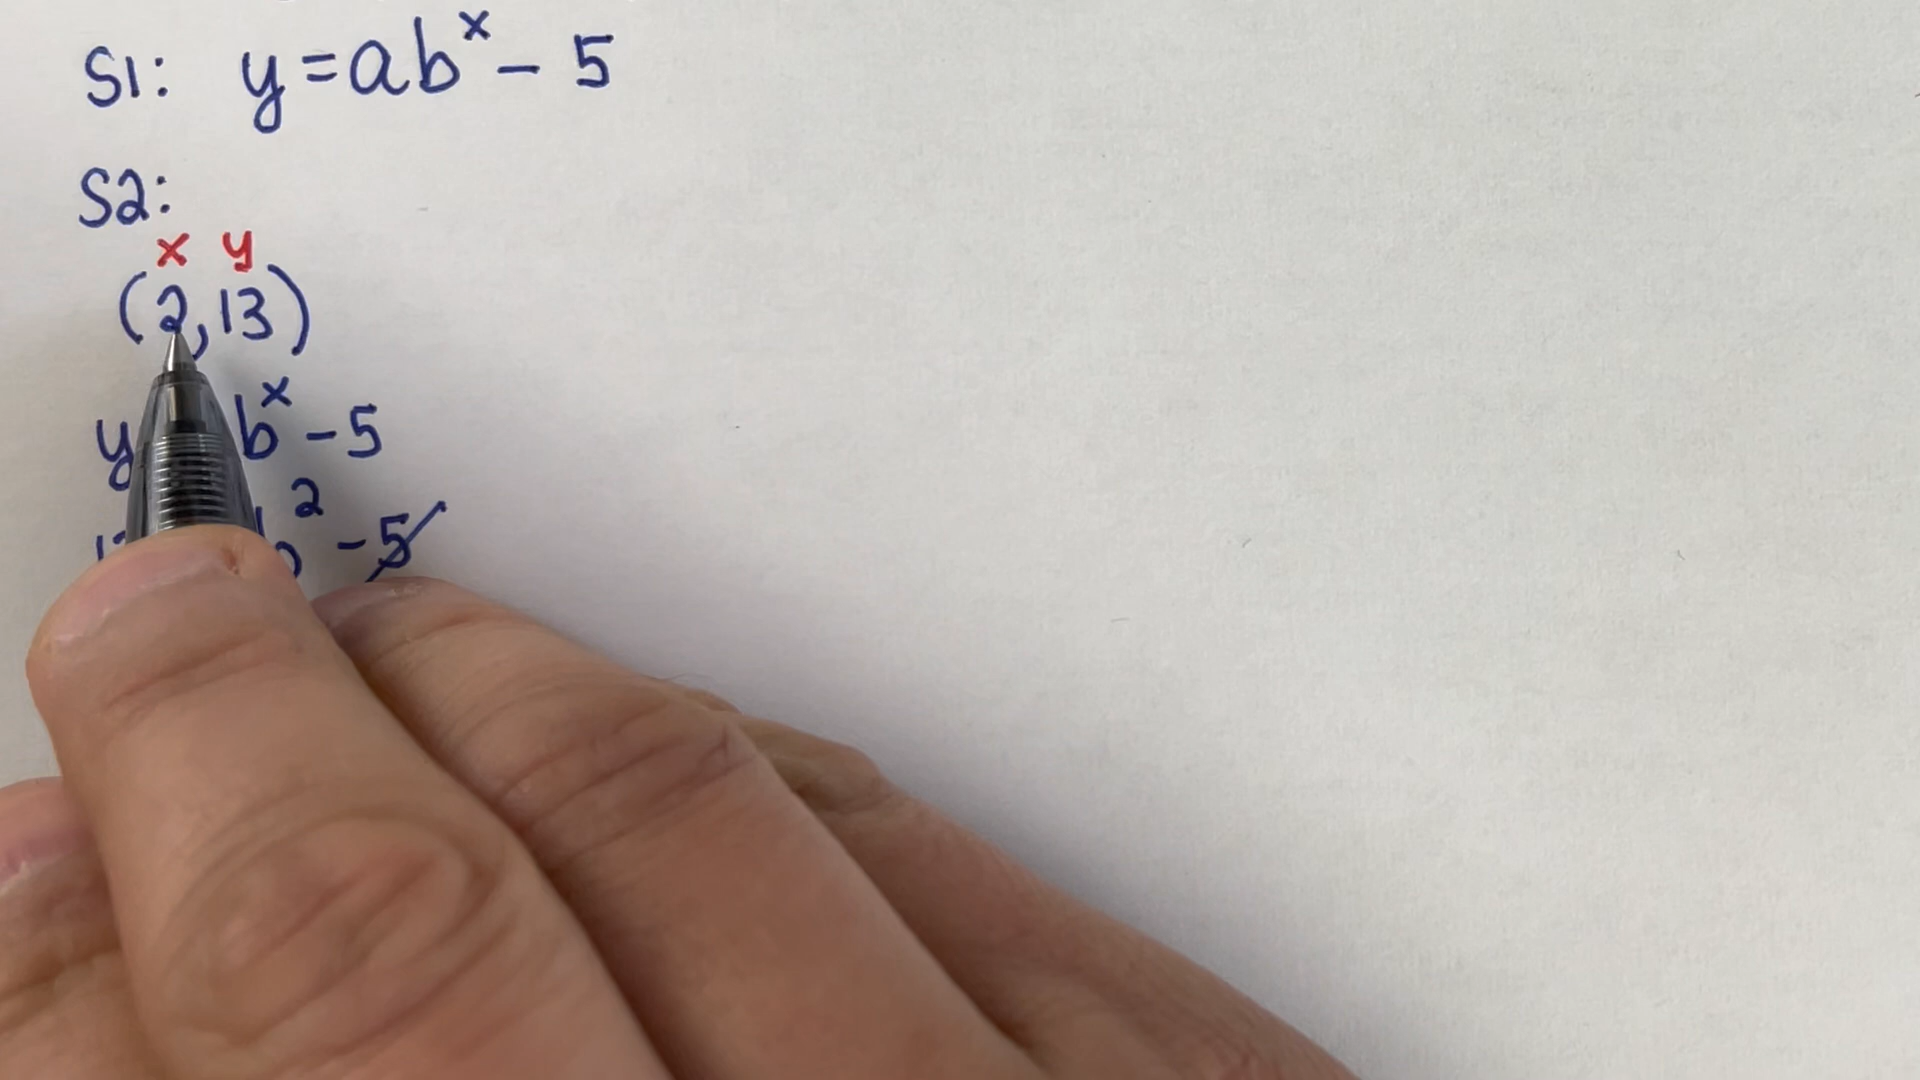 S1: y = ab^x - 5
S2:
x y
(2, 13)
y b^x - 5
b^2 - 5